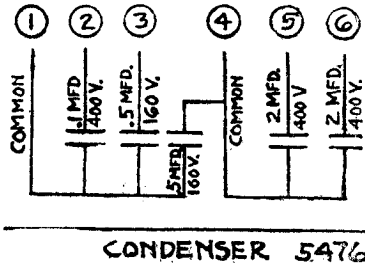 1 2 3 4 5 6
COMMON
.1 MFD
400 V.
.5 MFD.
160 V.
.5 MFD
160V.
COMMON
2 MFD.
400 V
2 MFD.
400 V.
CONDENSER 5476